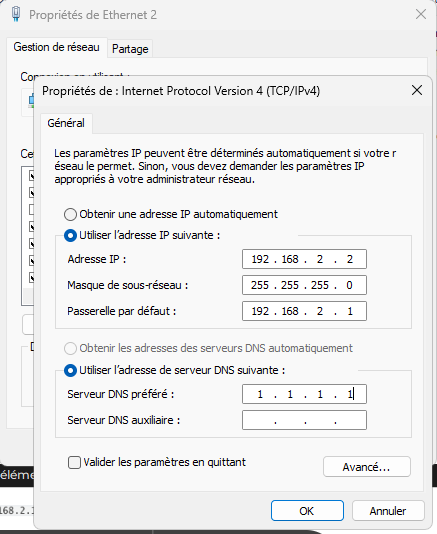 Propriétés de Ethernet 2
Gestion de réseau
Partage
Propriétés de : Internet Protocol Version 4 (TCP/IPv4)
Général
Les paramètres IP peuvent être déterminés automatiquement si votre r
éseau le permet. Sinon, vous devez demander les paramètres IP
appropriés à votre administrateur réseau.
Obtenir une adresse IP automatiquement
Utiliser l'adresse IP suivante :
Adresse IP : 192 . 168 . 2 . 2
Masque de sous-réseau : 255 . 255 . 255 . 0
Passerelle par défaut : 192 . 168 . 2 . 1
Obtenir les adresses des serveurs DNS automatiquement
Utiliser l'adresse de serveur DNS suivante :
Serveur DNS préféré : 1 . 1 . 1 . 1
Serveur DNS auxiliaire : . . .
Valider les paramètres en quittant
Avancé...
OK
Annuler